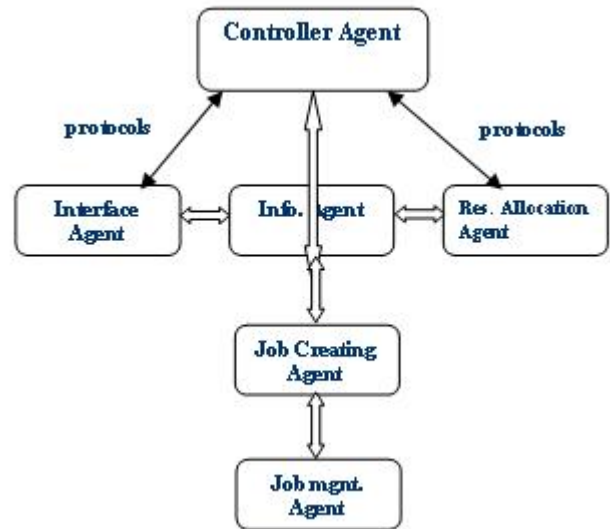 Controller Agent
protocols
protocols
Interface
Agent
Info. Agent
Res. Allocation
Agent
Job Creating
Agent
Job mgnt.
Agent